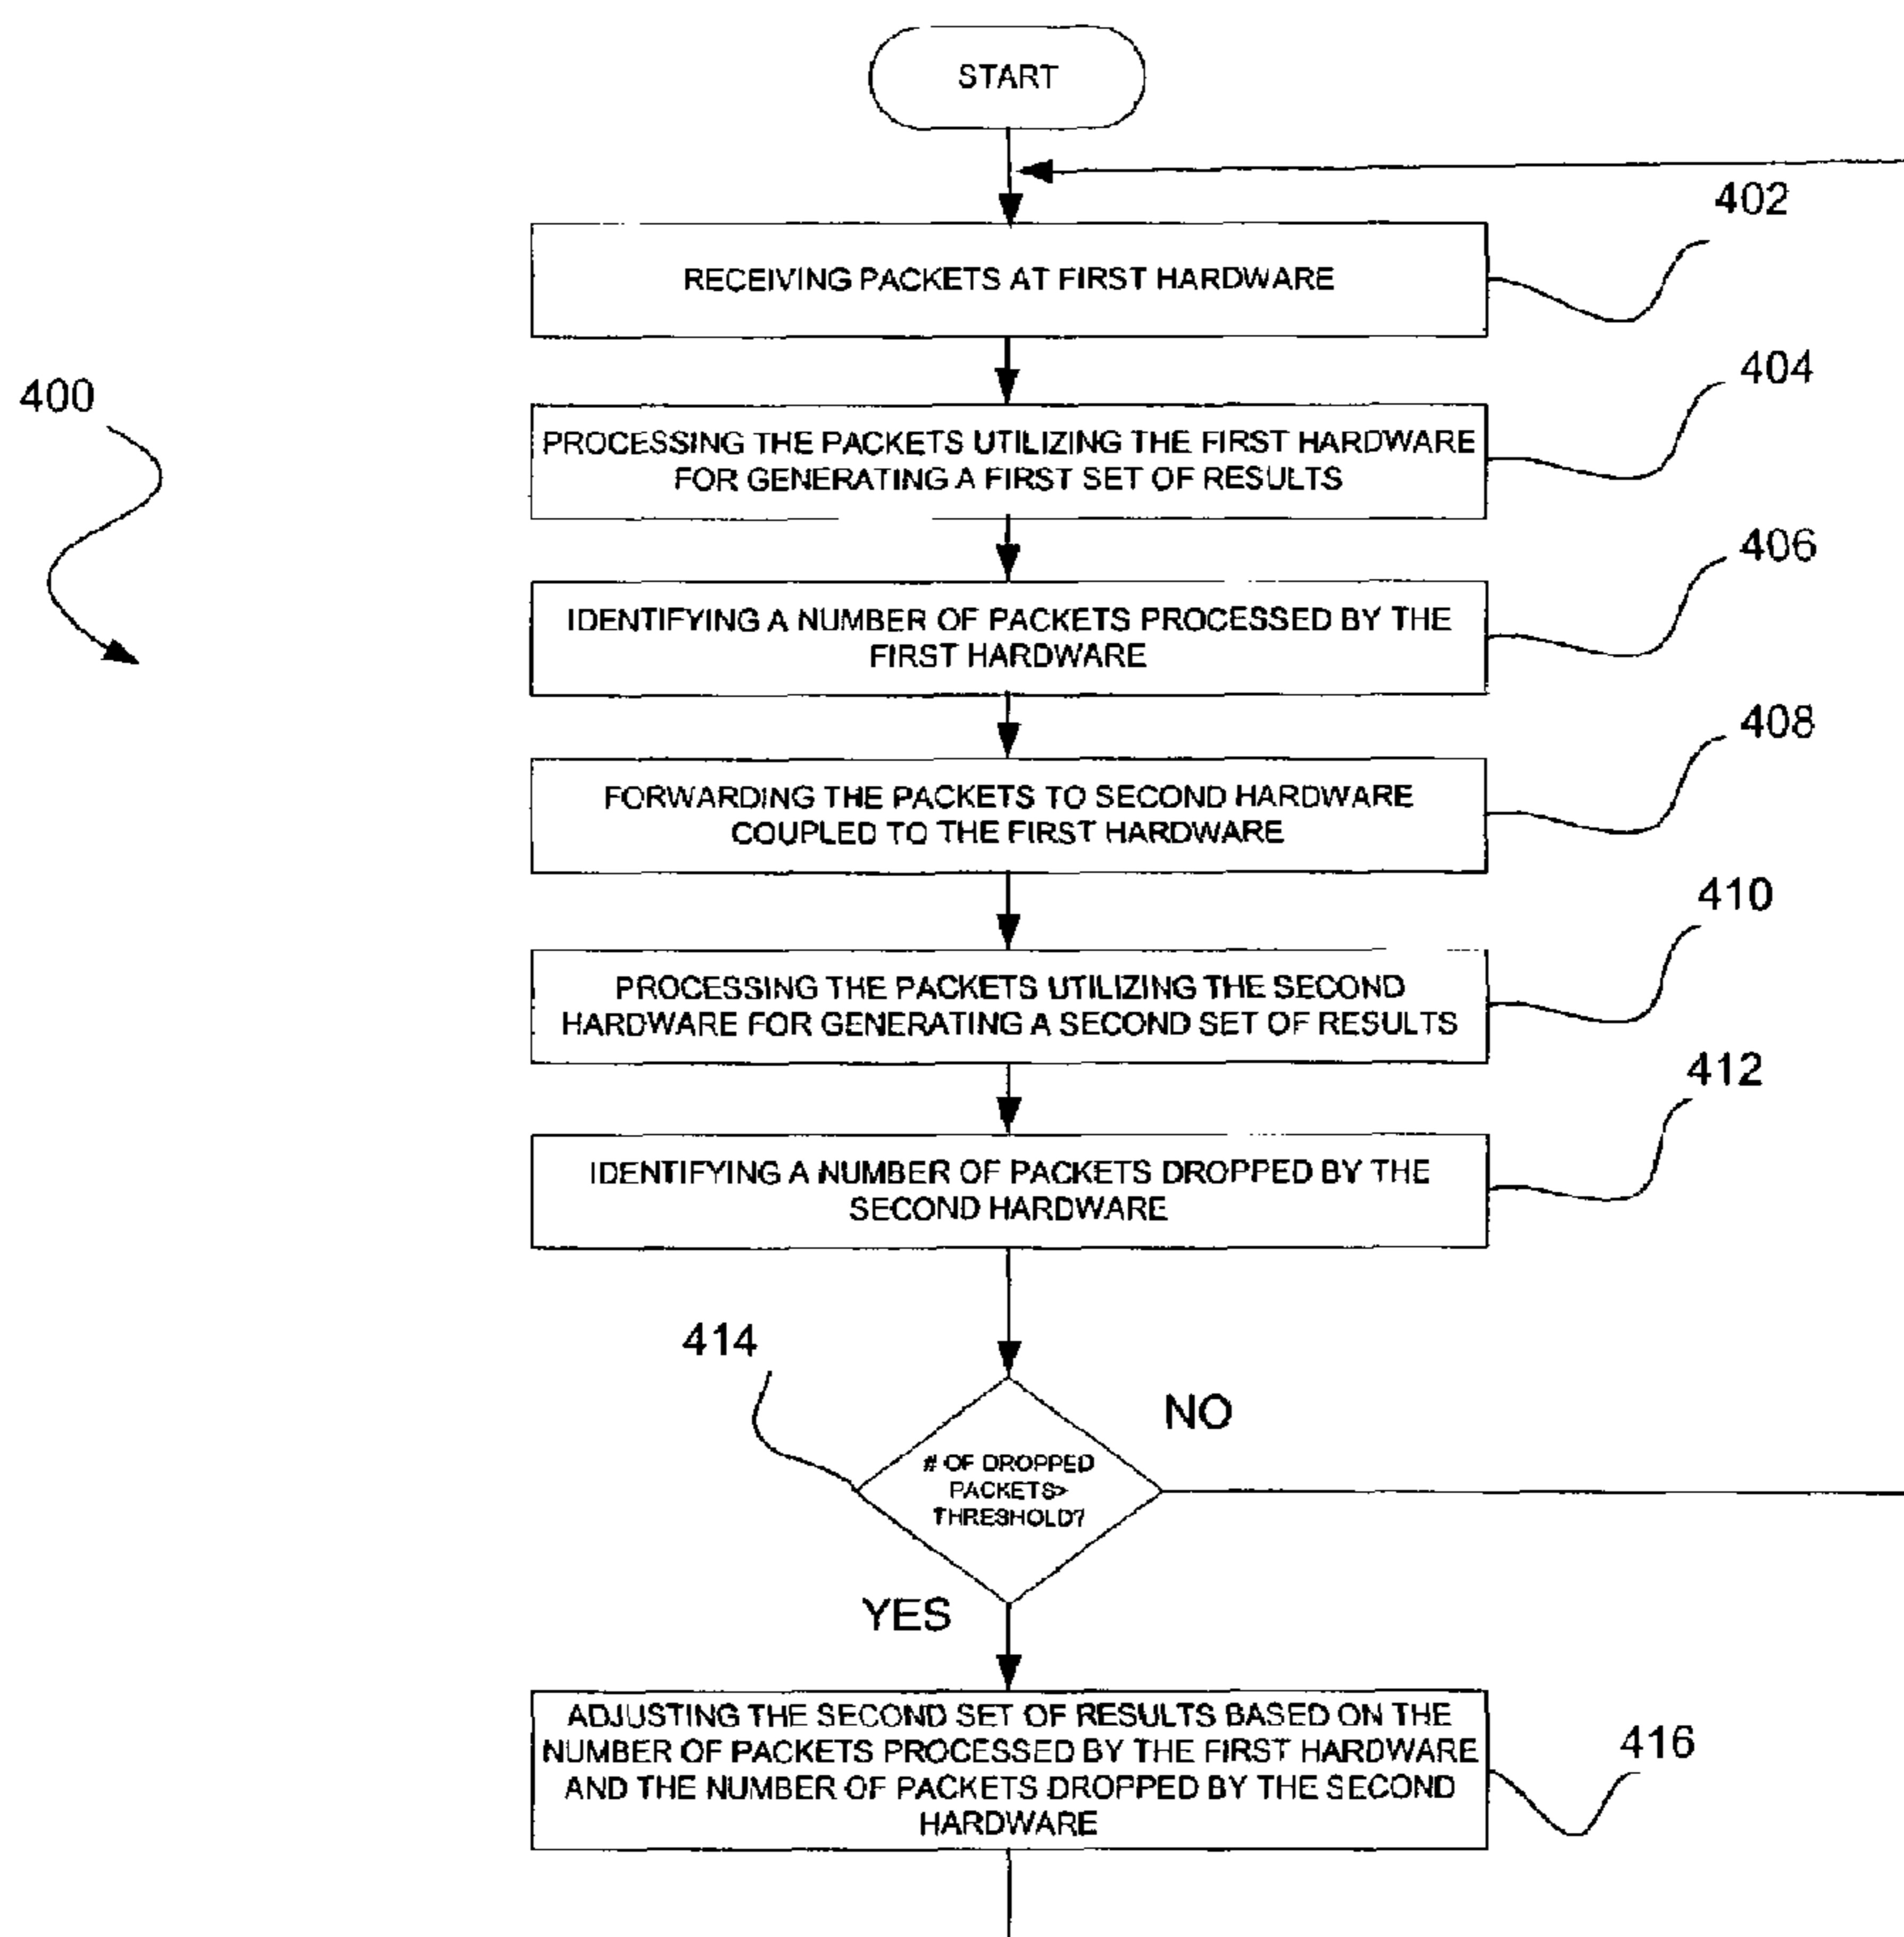 START
402
RECEIVING PACKETS AT FIRST HARDWARE
400
404
PROCESSING THE PACKETS UTILIZING THE FIRST HARDWARE
FOR GENERATING A FIRST SET OF RESULTS
406
IDENTIFYING A NUMBER OF PACKETS PROCESSED BY THE
FIRST HARDWARE
408
FORWARDING THE PACKETS TO SECOND HARDWARE
COUPLED TO THE FIRST HARDWARE
410
PROCESSING THE PACKETS UTILIZING THE SECOND
HARDWARE FOR GENERATING A SECOND SET OF RESULTS
412
IDENTIFYING A NUMBER OF PACKETS DROPPED BY THE
SECOND HARDWARE
414
NO
# OF DROPPED
PACKETS>
THRESHOLD?
YES
ADJUSTING THE SECOND SET OF RESULTS BASED ON THE
NUMBER OF PACKETS PROCESSED BY THE FIRST HARDWARE
AND THE NUMBER OF PACKETS DROPPED BY THE SECOND
HARDWARE
416